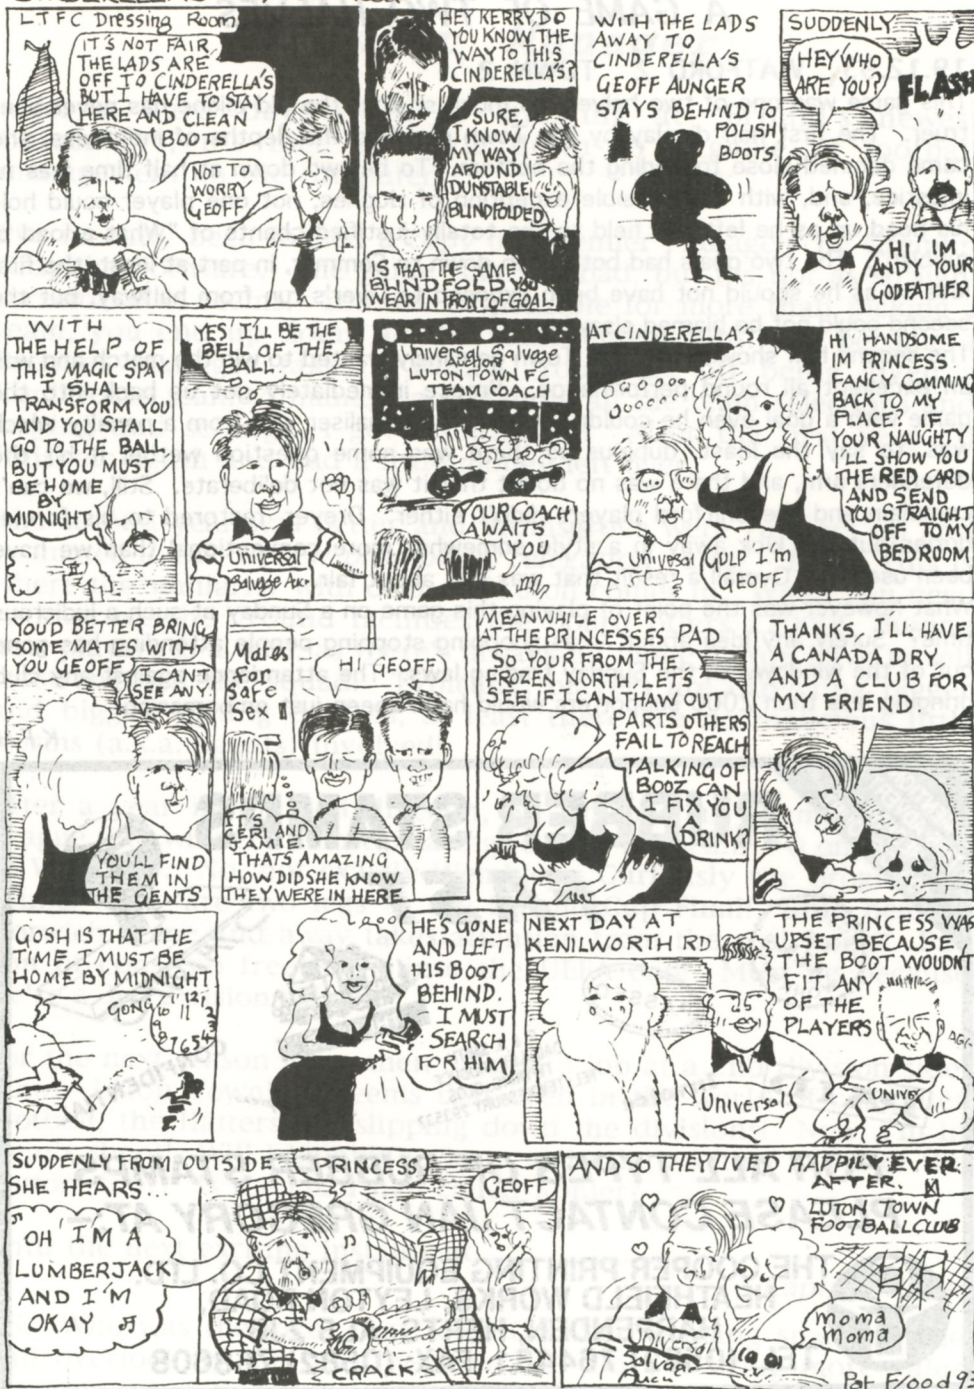 LTFC Dressing Room
IT'S NOT FAIR
THE LADS ARE
OFF TO CINDERELLA'S
BUT I HAVE TO STAY
HERE AND CLEAN
BOOTS
NOT TO
WORRY
GEOFF
HEY KERRY, DO
YOU KNOW THE
WAY TO THIS
CINDERELLA'S?
SURE,
I KNOW
MY WAY
AROUND
DUNSTABLE
BLINDFOLDED
IS THAT THE SAME
BLINDFOLD YOU
WEAR IN FRONT OF GOAL
WITH THE LADS
AWAY TO
CINDERELLA'S
GEOFF AUNGER
STAYS BEHIND TO
POLISH
BOOTS.
SUDDENLY
HEY WHO
ARE YOU?
FLASH
HI, I'M
ANDY YOUR
GODFATHER
WITH
THE HELP OF
THIS MAGIC SPAY
I SHALL
TRANSFORM YOU
AND YOU SHALL
GO TO THE BALL
BUT YOU MUST
BE HOME
BY
MIDNIGHT
YES I'LL BE THE
BELL OF THE
BALL.
UNIVERSAL
Salvage Auc
Universal Salvage
Auctions
LUTON TOWN FC
TEAM COACH
YOUR COACH
AWAITS
YOU
AT CINDERELLA'S
HI HANDSOME
IM PRINCESS.
FANCY COMMING
BACK TO MY
PLACE? IF
YOUR NAUGHTY
I'LL SHOW YOU
THE RED CARD
AND SEND
YOU STRAIGHT
OFF TO MY
BEDROOM
Universal
GULP I'M
GEOFF
YOU'D BETTER BRING
SOME MATES WITH
YOU GEOFF
I CAN'T
SEE ANY!
YOU'LL FIND
THEM IN
THE GENTS
Mates
For
Safe
Sex
HI GEOFF
IT'S
CERI AND
JAMIE.
THATS AMAZING
HOW DID SHE KNOW
THEY WERE IN HERE
MEANWHILE OVER
AT THE PRINCESSES PAD
SO YOUR FROM THE
FROZEN NORTH, LETS
SEE IF I CAN THAW OUT
PARTS OTHERS
FAIL TO REACH
TALKING OF
BOOZ CAN
I FIX YOU
A
DRINK?
THANKS, I'LL HAVE
A CANADA DRY,
AND A CLUB FOR
MY FRIEND.
GOSH IS THAT THE
TIME I MUST BE
HOME BY MIDNIGHT
GONG
HE'S GONE
AND LEFT
HIS BOOT
BEHIND.
I MUST
SEARCH
FOR HIM
NEXT DAY AT
KENILWORTH RD
THE PRINCESS WAS
UPSET BECAUSE
THE BOOT WOUDNT
FIT ANY
OF THE
PLAYERS
Universal
UNIVE
SUDDENLY FROM OUTSIDE
SHE HEARS...
OH I'M A
LUMBERJACK
AND I'M
OKAY
PRINCESS
GEOFF
CRACK
AND SO THEY LIVED HAPPILY EVER
AFTER.
LUTON TOWN
FOOTBALL CLUB
moma
moma
Universal
Salvage
Auc
Pat Flood